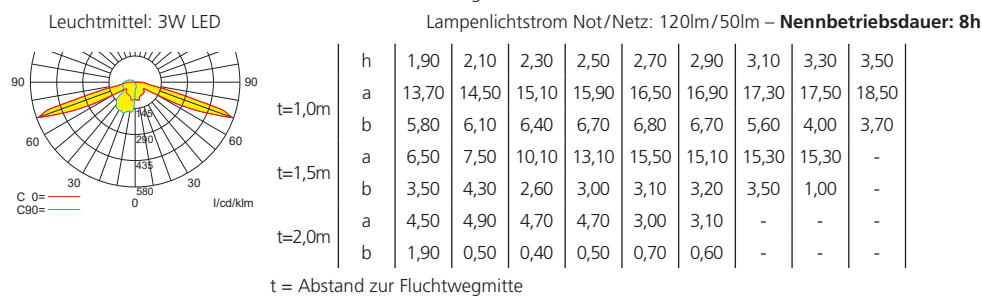 Leuchtmittel: 3W LED
Lampenlichtstrom Not/Netz: 120lm/50lm – Nennbetriebsdauer: 8h
90 90
60 60
30 30
145
290
435
580
0
l/cd/klm
C 0=
C90=
h 1,90 2,10 2,30 2,50 2,70 2,90 3,10 3,30 3,50
t=1,0m
a 13,70 14,50 15,10 15,90 16,50 16,90 17,30 17,50 18,50
b 5,80 6,10 6,40 6,70 6,80 6,70 5,60 4,00 3,70
t=1,5m
a 6,50 7,50 10,10 13,10 15,50 15,10 15,30 15,30 -
b 3,50 4,30 2,60 3,00 3,10 3,20 3,50 1,00 -
t=2,0m
a 4,50 4,90 4,70 4,70 3,00 3,10 - - -
b 1,90 0,50 0,40 0,50 0,70 0,60 - - -
t = Abstand zur Fluchtwegmitte